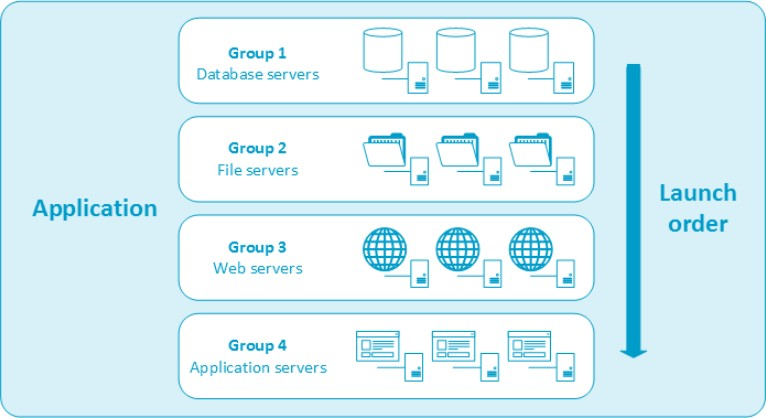 Application
Group 1
Database servers
Group 2
File servers
Group 3
Web servers
Group 4
Application servers
Launch
order